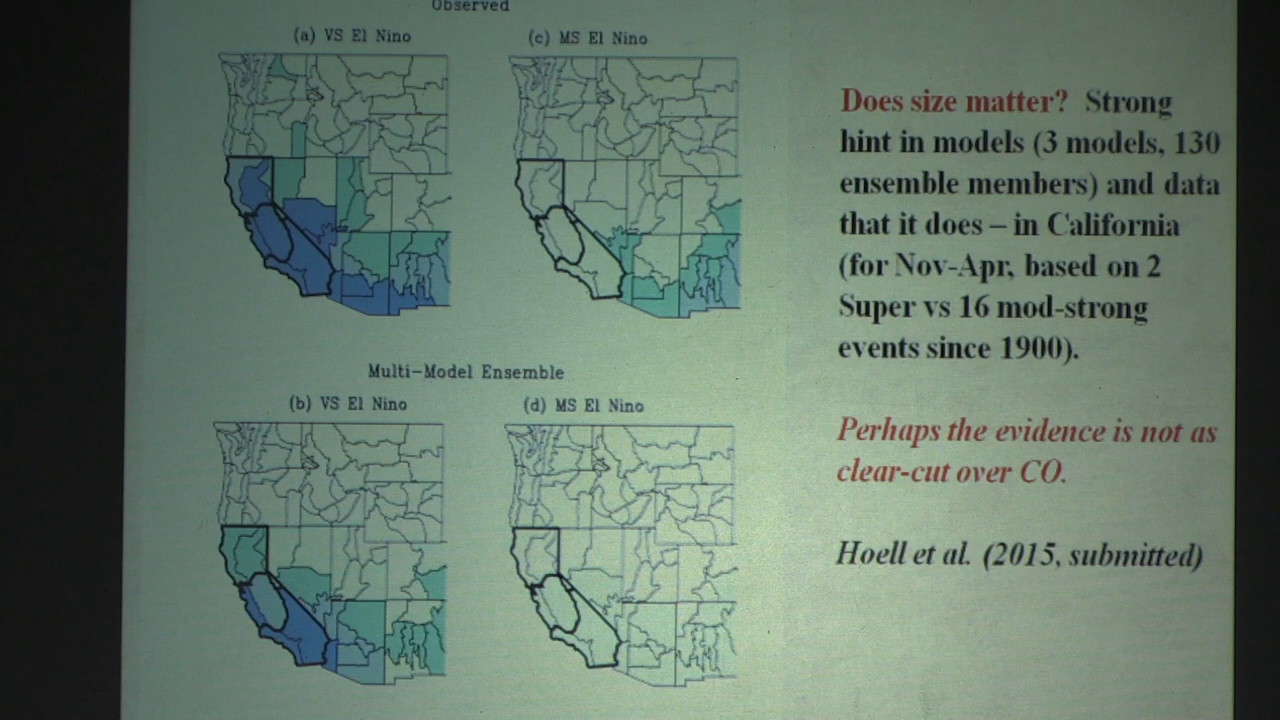 Observed
(a) VS El Nino
(c) MS El Nino
Multi-Model Ensemble
(b) VS El Nino
(d) MS El Nino
Does size matter? Strong
hint in models (3 models, 130
ensemble members) and data
that it does – in California
(for Nov-Apr, based on 2
Super vs 16 mod-strong
events since 1900).
Perhaps the evidence is not as
clear-cut over CO.
Hoell et al. (2015, submitted)